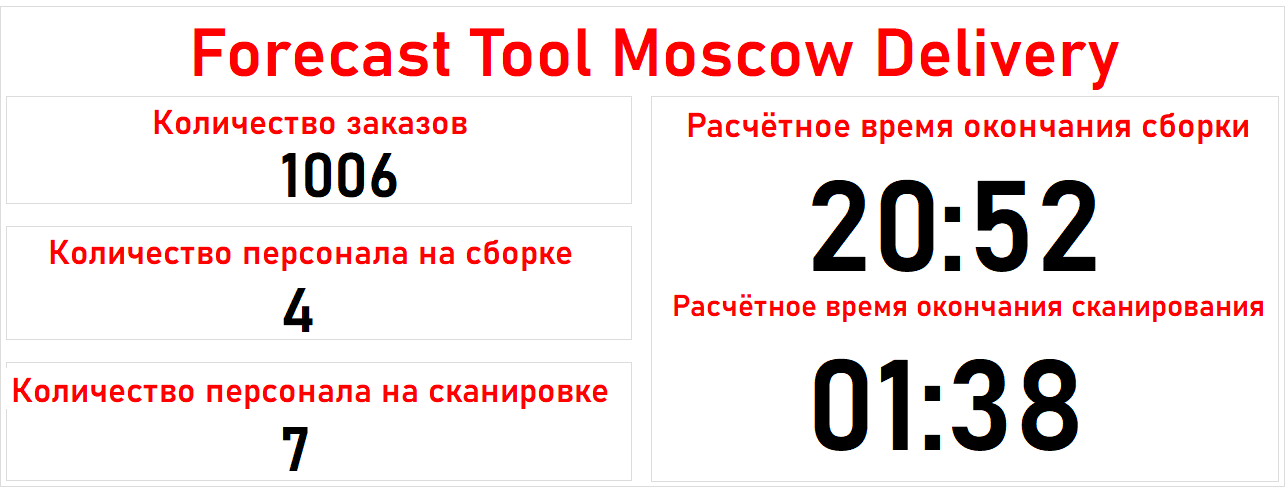 Forecast Tool Moscow Delivery
Количество заказов
1006
Количество персонала на сборке
4
Количество персонала на сканировке
7
Расчётное время окончания сборки
20:52
Расчётное время окончания сканирования
01:38